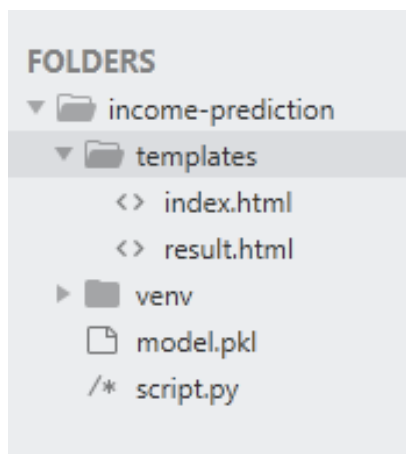 FOLDERS
income-prediction
templates
<> index.html
<> result.html
venv
model.pkl
/* script.py